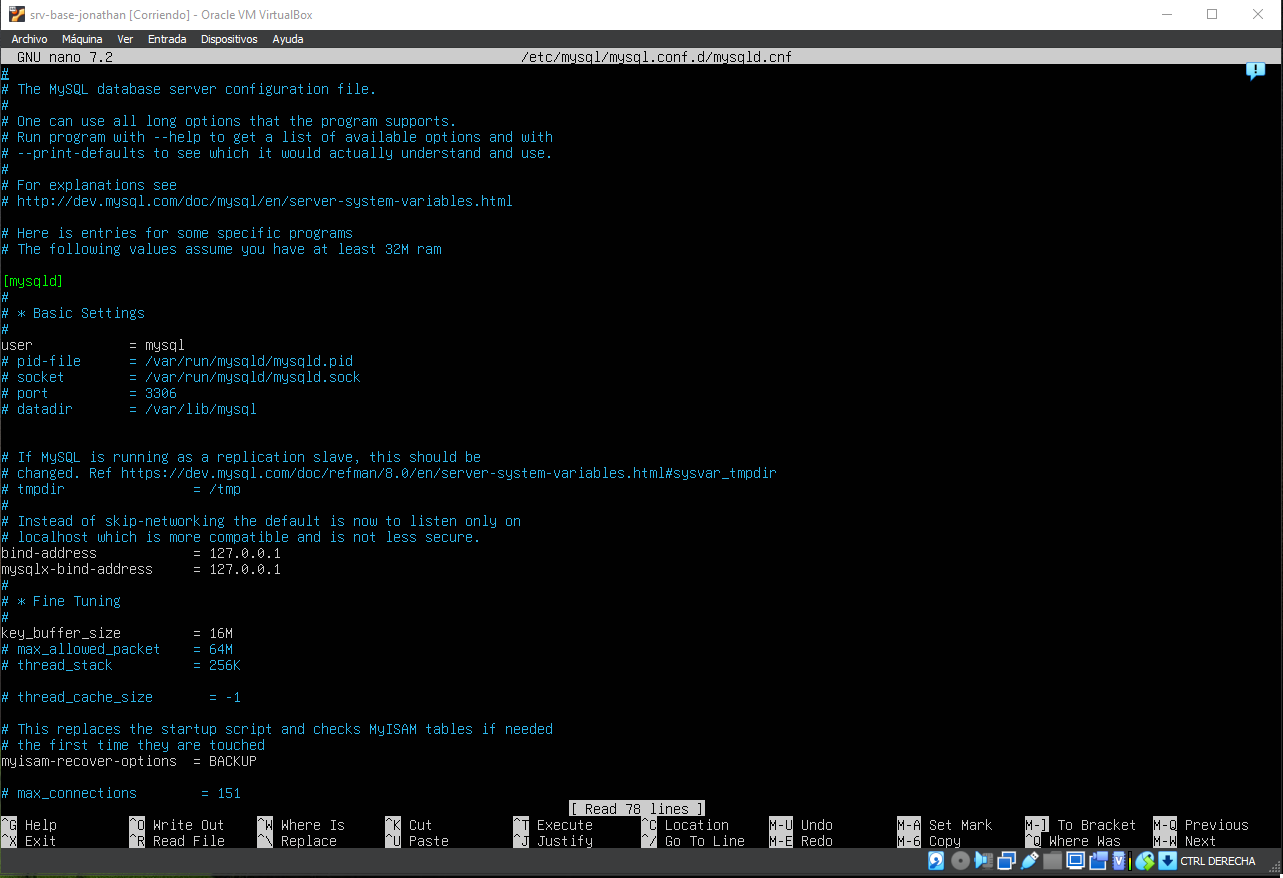 srv-base-jonathan [Corriendo] - Oracle VM VirtualBox
Archivo Máquina Ver Entrada Dispositivos Ayuda
GNU nano 7.2 /etc/mysql/mysql.conf.d/mysqld.cnf
#
# The MySQL database server configuration file.
#
# One can use all long options that the program supports.
# Run program with --help to get a list of available options and with
# --print-defaults to see which it would actually understand and use.
#
# For explanations see
# http://dev.mysql.com/doc/mysql/en/server-system-variables.html
# Here is entries for some specific programs
# The following values assume you have at least 32M ram
[mysqld]
#
# * Basic Settings
#
user = mysql
# pid-file = /var/run/mysqld/mysqld.pid
# socket = /var/run/mysqld/mysqld.sock
# port = 3306
# datadir = /var/lib/mysql
# If MySQL is running as a replication slave, this should be
# changed. Ref https://dev.mysql.com/doc/refman/8.0/en/server-system-variables.html#sysvar_tmpdir
# tmpdir = /tmp
#
# Instead of skip-networking the default is now to listen only on
# localhost which is more compatible and is not less secure.
bind-address = 127.0.0.1
mysqlx-bind-address = 127.0.0.1
#
# * Fine Tuning
#
key_buffer_size = 16M
# max_allowed_packet = 64M
# thread_stack = 256K
# thread_cache_size = -1
# This replaces the startup script and checks MyISAM tables if needed
# the first time they are touched
myisam-recover-options = BACKUP
# max_connections = 151
[ Read 78 lines ]
^G Help ^O Write Out ^W Where Is ^K Cut ^T Execute ^C Location M-U Undo M-A Set Mark M-] To Bracket M-Q Previous
^X Exit ^R Read File ^\ Replace ^U Paste ^J Justify ^/ Go To Line M-E Redo M-6 Copy ^Q Where Was M-W Next
CTRL DERECHA